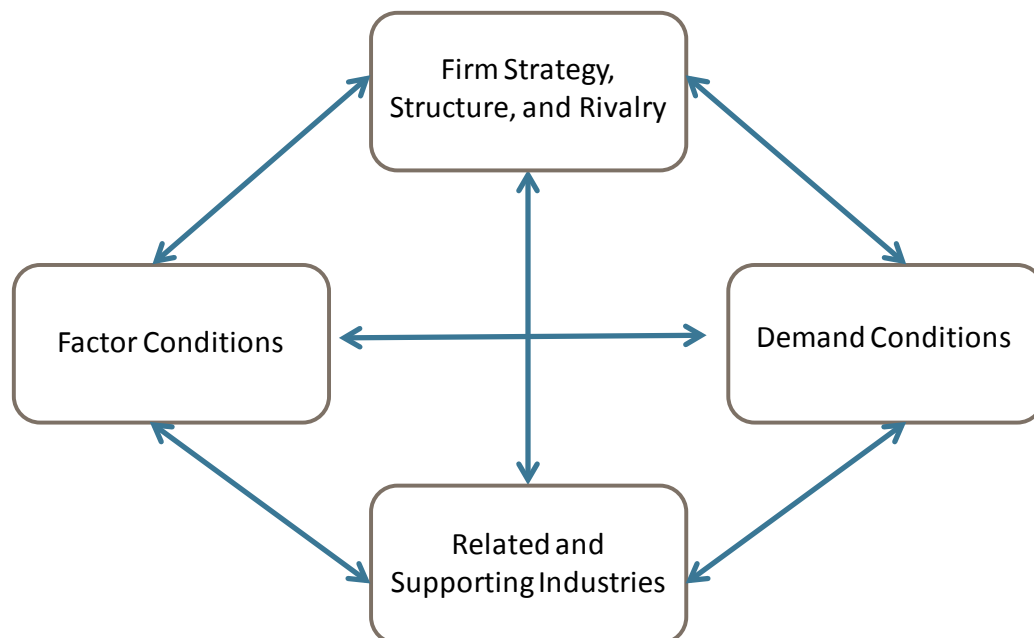 Firm Strategy,
Structure, and Rivalry
Factor Conditions
Demand Conditions
Related and
Supporting Industries